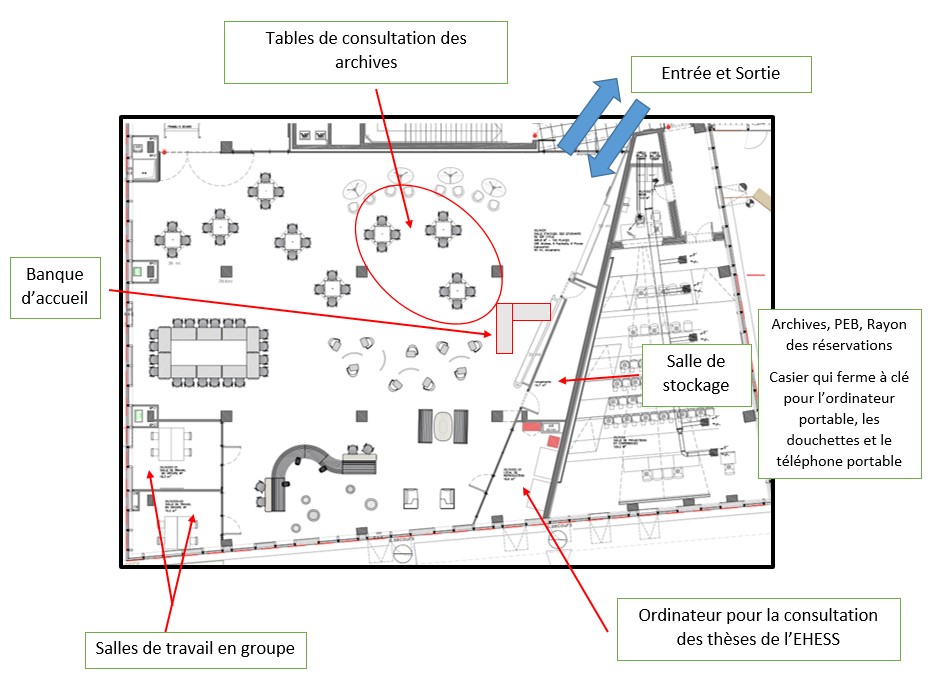 Tables de consultation des
archives
Entrée et Sortie
Banque
d’accueil
Salle de
stockage
Archives, PEB, Rayon
des réservations
Casier qui ferme à clé
pour l’ordinateur
portable, les
douchettes et le
téléphone portable
Ordinateur pour la consultation
des thèses de l’EHESS
Salles de travail en groupe